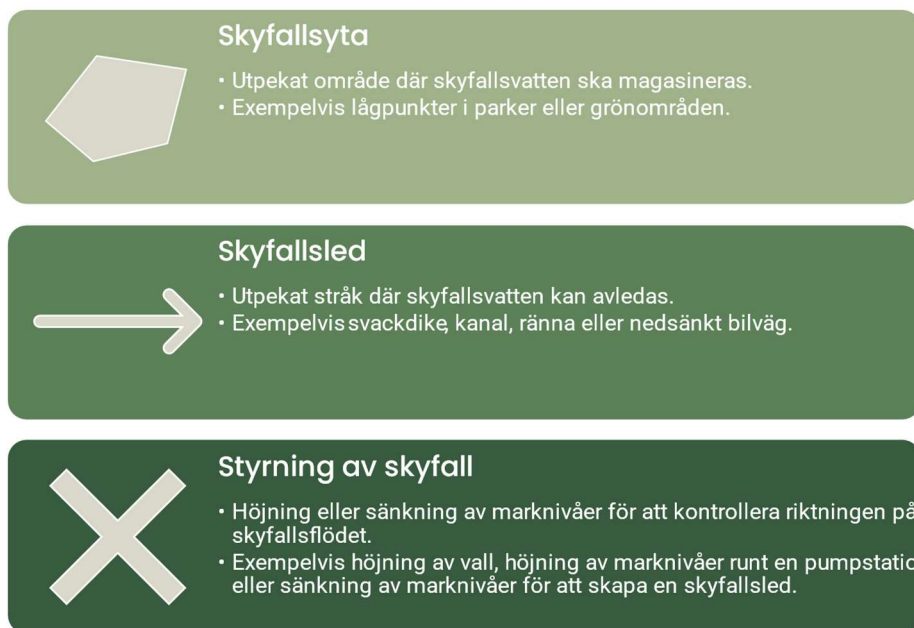 Skyfallsyta
• Utpekat område där skyfallsvatten ska magasineras.
• Exempelvis lågpunkter i parker eller grönområden.
Skyfallsled
• Utpekat stråk där skyfallsvatten kan avledas.
• Exempelvis svackdike, kanal, ränna eller nedsänkt bilväg.
Styrning av skyfall
• Höjning eller sänkning av marknivåer för att kontrollera riktningen på
skyfallsflödet.
• Exempelvis höjning av vall, höjning av marknivåer runt en pumpstatio
eller sänkning av marknivåer för att skapa en skyfallsled.